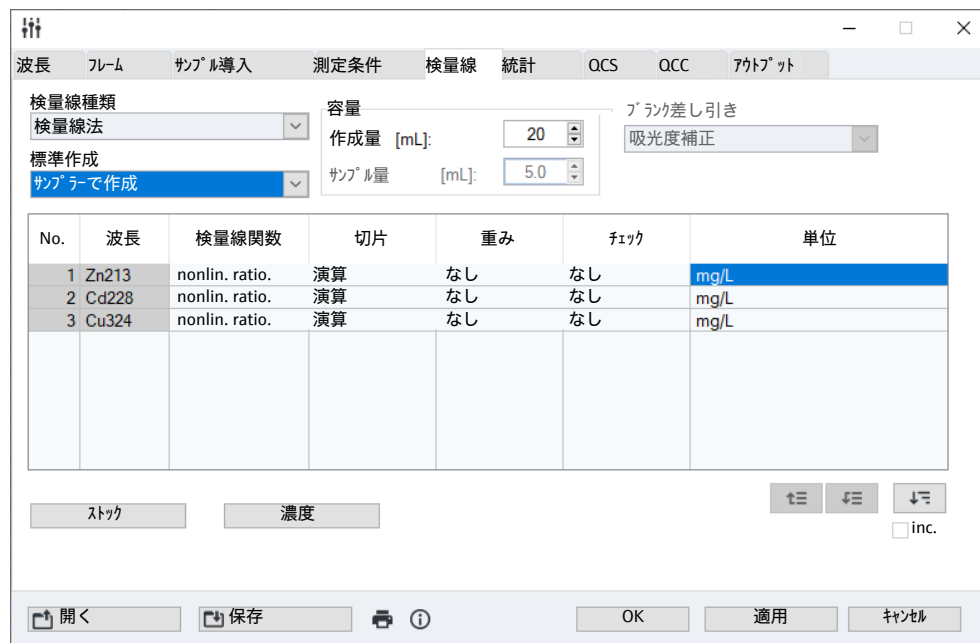 波長 ﾌﾚｰﾑ ｻﾝﾌﾟﾙ導入 測定条件 検量線 統計 QCS QCC ｱｳﾄﾌﾟｯﾄ
検量線種類
検量線法
標準作成
ｻﾝﾌﾟﾗｰで作成
容量
作成量 [mL]: 20
ｻﾝﾌﾟﾙ量 [mL]: 5.0
ﾌﾞﾗﾝｸ差し引き
吸光度補正
No. 波長 検量線関数 切片 重み ﾁｪｯｸ 単位
1 Zn213 nonlin. ratio. 演算 なし なし mg/L
2 Cd228 nonlin. ratio. 演算 なし なし mg/L
3 Cu324 nonlin. ratio. 演算 なし なし mg/L
ｽﾄｯｸ 濃度
inc.
開く 保存 OK 適用 ｷｬﾝｾﾙ